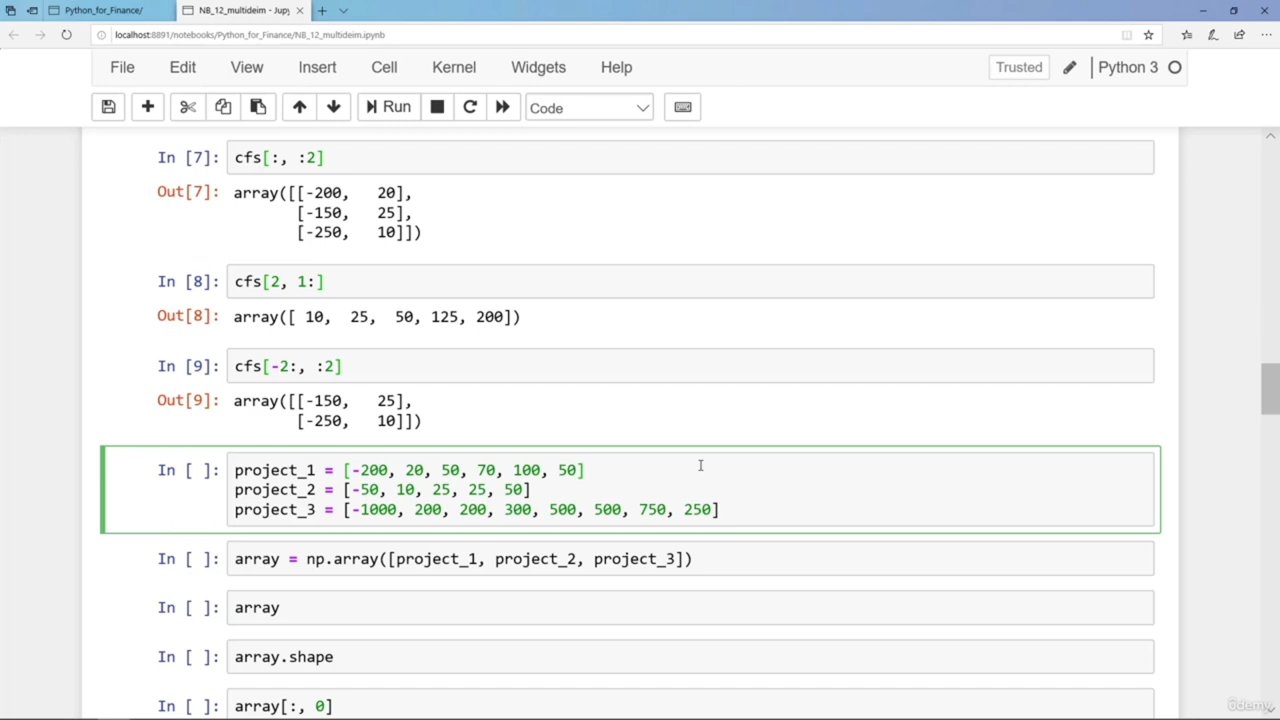 Python_for_Finance/
NB_12_multideim - Jupy
localhost:8891/notebooks/Python_for_Finance/NB_12_multideim.ipynb
File Edit View Insert Cell Kernel Widgets Help Trusted Python 3
Run Code
In [7]: cfs[:, :2]
Out[7]: array([[-200, 20],
[-150, 25],
[-250, 10]])
In [8]: cfs[2, 1:]
Out[8]: array([ 10, 25, 50, 125, 200])
In [9]: cfs[-2:, :2]
Out[9]: array([[-150, 25],
[-250, 10]])
In [ ]: project_1 = [-200, 20, 50, 70, 100, 50]
project_2 = [-50, 10, 25, 25, 50]
project_3 = [-1000, 200, 200, 300, 500, 500, 750, 250]
In [ ]: array = np.array([project_1, project_2, project_3])
In [ ]: array
In [ ]: array.shape
In [ ]: array[:, 0]
ûdemy